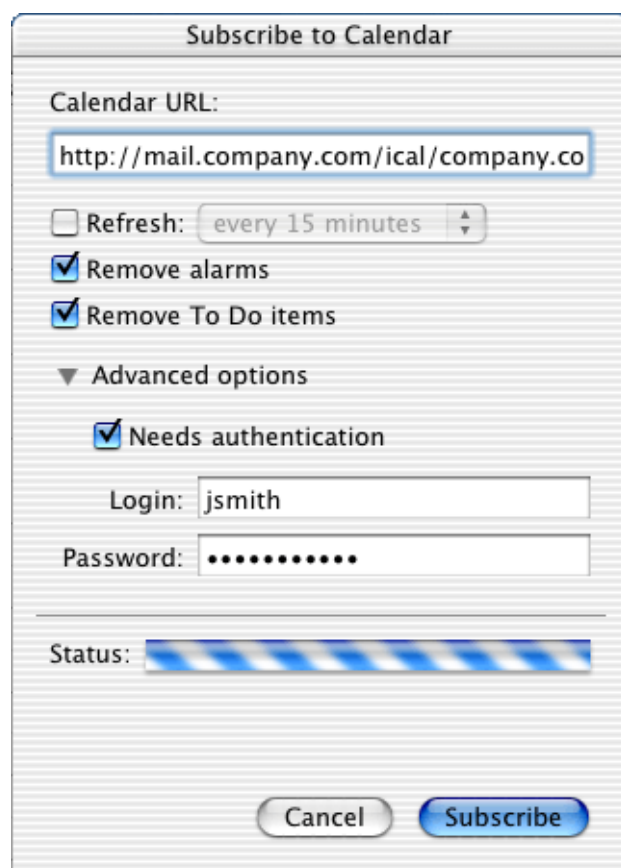 Subscribe to Calendar
Calendar URL:
http://mail.company.com/ical/company.co
Refresh: every 15 minutes
Remove alarms
Remove To Do items
Advanced options
Needs authentication
Login: jsmith
Password: •••••••••••
Status:
Cancel Subscribe